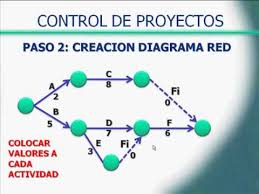 CONTROL DE PROYECTOS
PASO 2: CREACION DIAGRAMA RED
C
8
A
2
Fi
0
B
5
D
7
Fi
0
F
6
E
3
COLOCAR
VALORES A
CADA
ACTIVIDAD